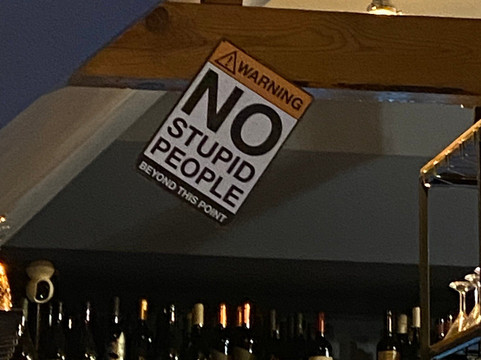 WARNING
NO
STUPID
PEOPLE
BEYOND THIS POINT